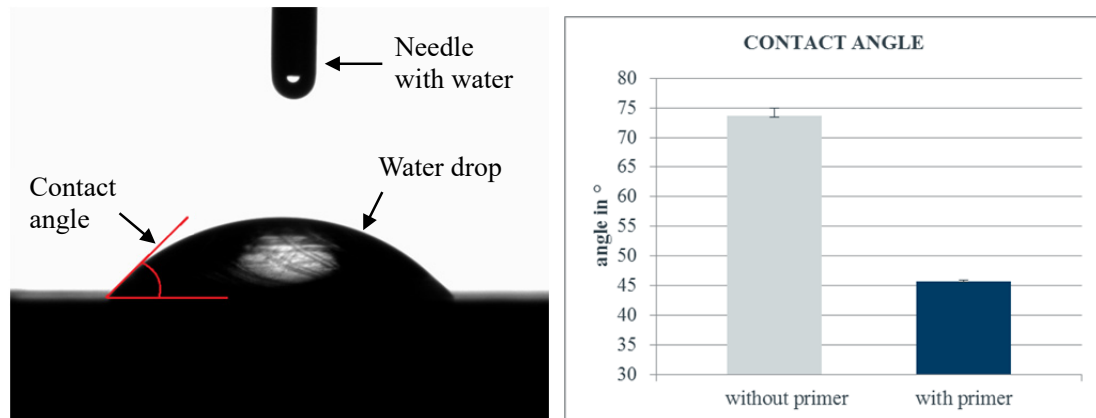 Needle
with water
Contact
angle
Water drop
CONTACT ANGLE
angle in °
80
75
70
65
60
55
50
45
40
35
30
without primer
with primer